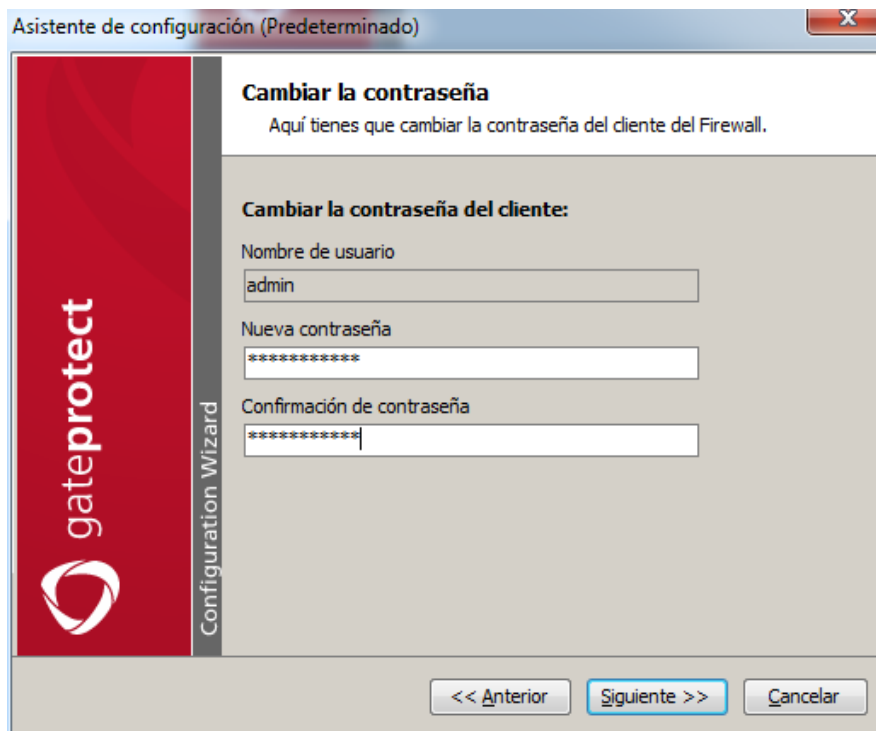 Asistente de configuración (Predeterminado)
x
Cambiar la contraseña
Aquí tienes que cambiar la contraseña del cliente del Firewall.
Cambiar la contraseña del cliente:
Nombre de usuario
admin
Nueva contraseña
***********
Confirmación de contraseña
***********
gateprotect
Configuration Wizard
<< Anterior
Siguiente >>
Cancelar